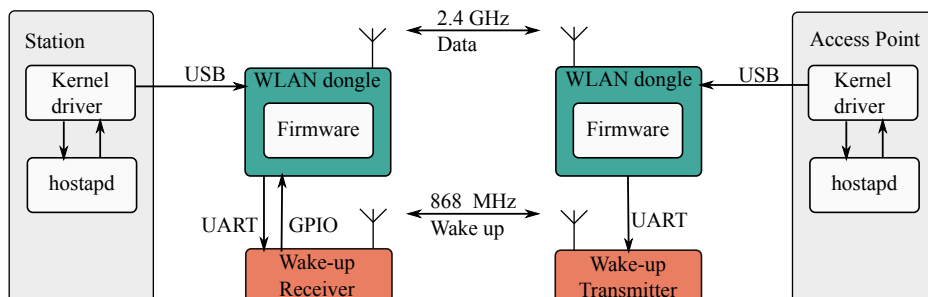 Station
Kernel
driver
hostapd
USB
WLAN dongle
Firmware
UART
GPIO
Wake-up
Receiver
2.4 GHz
Data
868 MHz
Wake up
WLAN dongle
Firmware
UART
Wake-up
Transmitter
USB
Access Point
Kernel
driver
hostapd